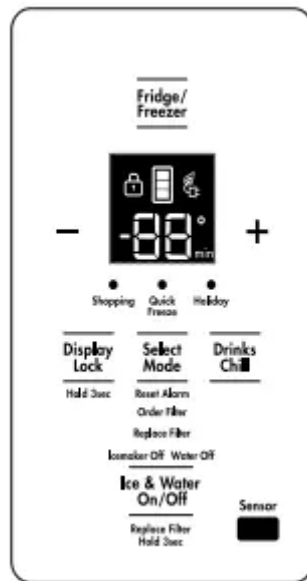 Fridge/
Freezer
-88°
min
− +
Shopping Quick Freeze Holiday
Display Lock Select Mode Drinks Chill
Hold 3sec Reset Alarm
Order Filter
Replace Filter
Icemaker Off Water Off
Ice & Water
On/Off
Replace Filter
Hold 3sec
Sensor